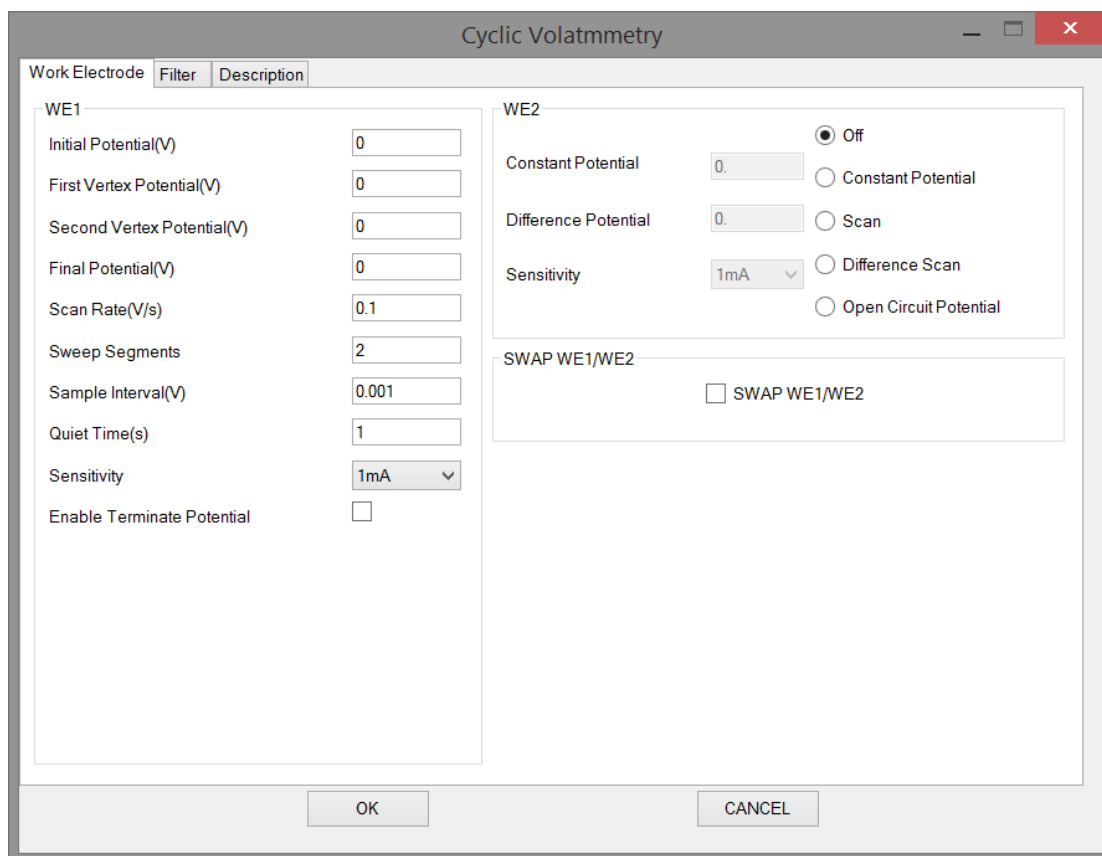 Cyclic Volatmmetry
Work Electrode Filter Description
WE1
Initial Potential(V) 0
First Vertex Potential(V) 0
Second Vertex Potential(V) 0
Final Potential(V) 0
Scan Rate(V/s) 0.1
Sweep Segments 2
Sample Interval(V) 0.001
Quiet Time(s) 1
Sensitivity 1mA
Enable Terminate Potential
WE2
Off
Constant Potential 0.
Constant Potential
Difference Potential 0.
Scan
Sensitivity 1mA
Difference Scan
Open Circuit Potential
SWAP WE1/WE2
SWAP WE1/WE2
OK
CANCEL